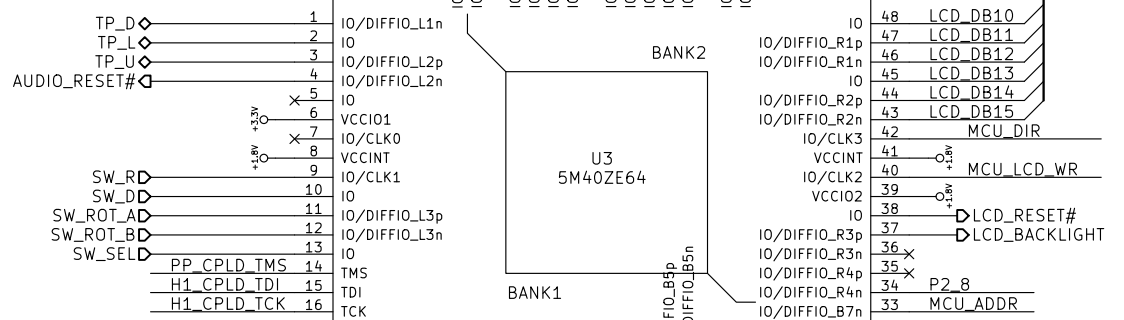 TP_D 1 IO/DIFFIO_L1n
TP_L 2 IO
TP_U 3 IO/DIFFIO_L2p
AUDIO_RESET# 4 IO/DIFFIO_L2n
5 IO
+3.3V 6 VCCIO1
7 IO/CLK0
+1.8V 8 VCCINT
SW_R 9 IO/CLK1
SW_D 10 IO
SW_ROT_A 11 IO/DIFFIO_L3p
SW_ROT_B 12 IO/DIFFIO_L3n
SW_SEL 13 IO
PP_CPLD_TMS 14 TMS
H1_CPLD_TDI 15 TDI
H1_CPLD_TCK 16 TCK
BANK2
U3
5M40ZE64
BANK1
FIO_B5p
DIFFIO_B5n
IO 48 LCD_DB10
IO/DIFFIO_R1p 47 LCD_DB11
IO/DIFFIO_R1n 46 LCD_DB12
IO 45 LCD_DB13
IO/DIFFIO_R2p 44 LCD_DB14
IO/DIFFIO_R2n 43 LCD_DB15
IO/CLK3 42 MCU_DIR
VCCINT 41 +1.8V
IO/CLK2 40 MCU_LCD_WR
VCCIO2 39 +1.8V
IO 38 LCD_RESET#
IO/DIFFIO_R3p 37 LCD_BACKLIGHT
IO/DIFFIO_R3n 36
IO/DIFFIO_R4p 35
IO/DIFFIO_R4n 34 P2_8
IO/DIFFIO_B7n 33 MCU_ADDR